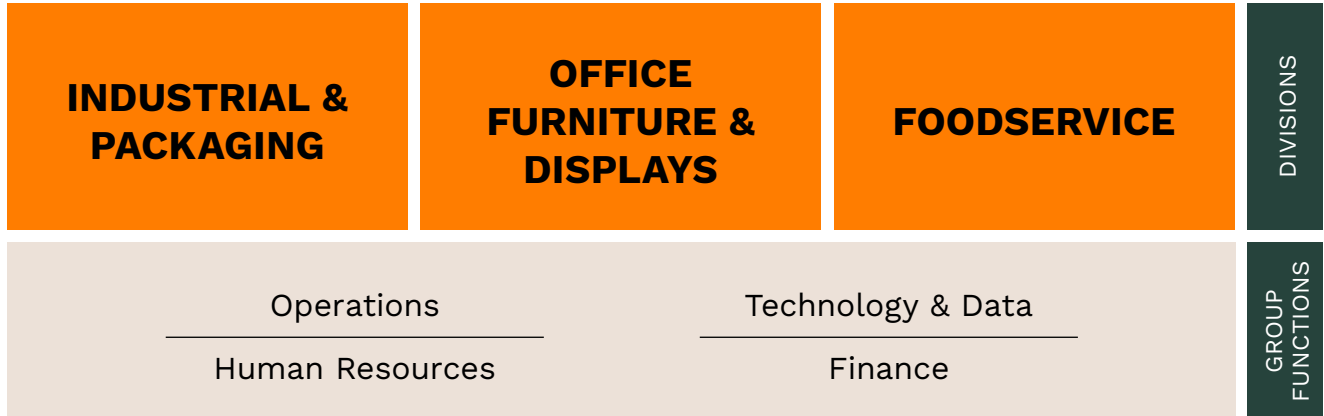 INDUSTRIAL &
PACKAGING
OFFICE
FURNITURE &
DISPLAYS
FOODSERVICE
DIVISIONS
Operations
Human Resources
Technology & Data
Finance
GROUP
FUNCTIONS